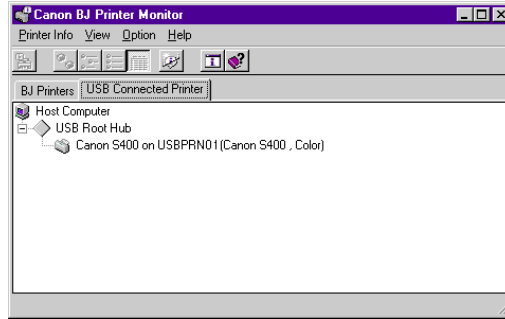 Canon BJ Printer Monitor
Printer Info View Option Help
BJ Printers USB Connected Printer
Host Computer
USB Root Hub
Canon S400 on USBPRN01(Canon S400 , Color)